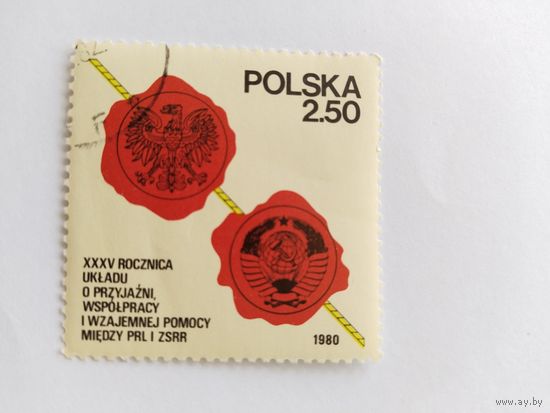 POLSKA
2.50
XXXV ROCZNICA
UKŁADU
O PRZYJAŹNI,
WSPÓŁPRACY
I WZAJEMNEJ POMOCY
MIĘDZY PRL I ZSRR
1980
© www.ay.by